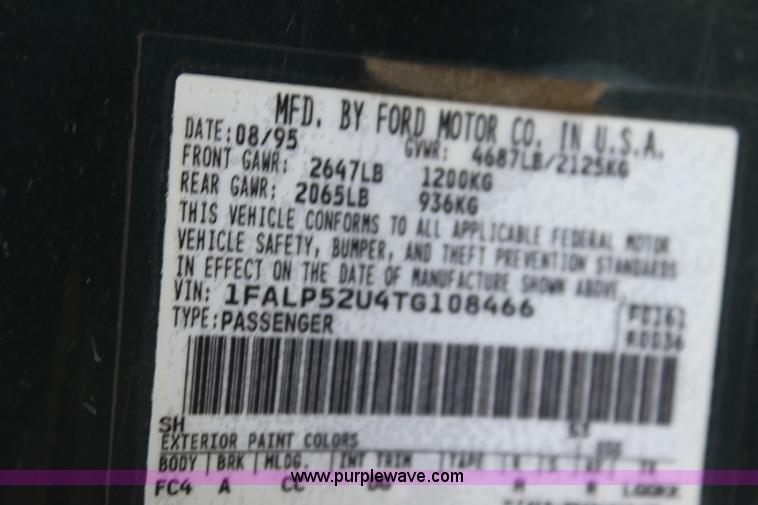 MFD. BY FORD MOTOR CO. IN U.S.A.
DATE: 08/95 GVWR: 4687LB/2125KG
FRONT GAWR: 2647LB 1200KG
REAR GAWR: 2065LB 936KG
THIS VEHICLE CONFORMS TO ALL APPLICABLE FEDERAL MOTOR
VEHICLE SAFETY, BUMPER, AND THEFT PREVENTION STANDARDS
IN EFFECT ON THE DATE OF MANUFACTURE SHOWN ABOVE.
VIN: 1FALP52U4TG108466
TYPE: PASSENGER
SH
EXTERIOR PAINT COLORS
BODY BRK MLDG. INT TRIM TAPE
www.purplewave.com
FC4 A